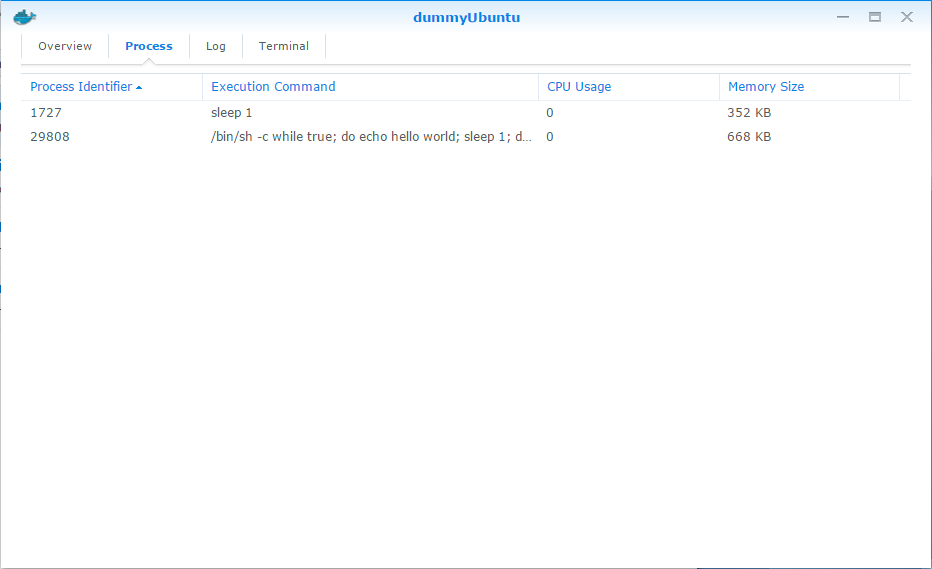 dummyUbuntu
Overview Process Log Terminal
Process Identifier Execution Command CPU Usage Memory Size
1727 sleep 1 0 352 KB
29808 /bin/sh -c while true; do echo hello world; sleep 1; d... 0 668 KB